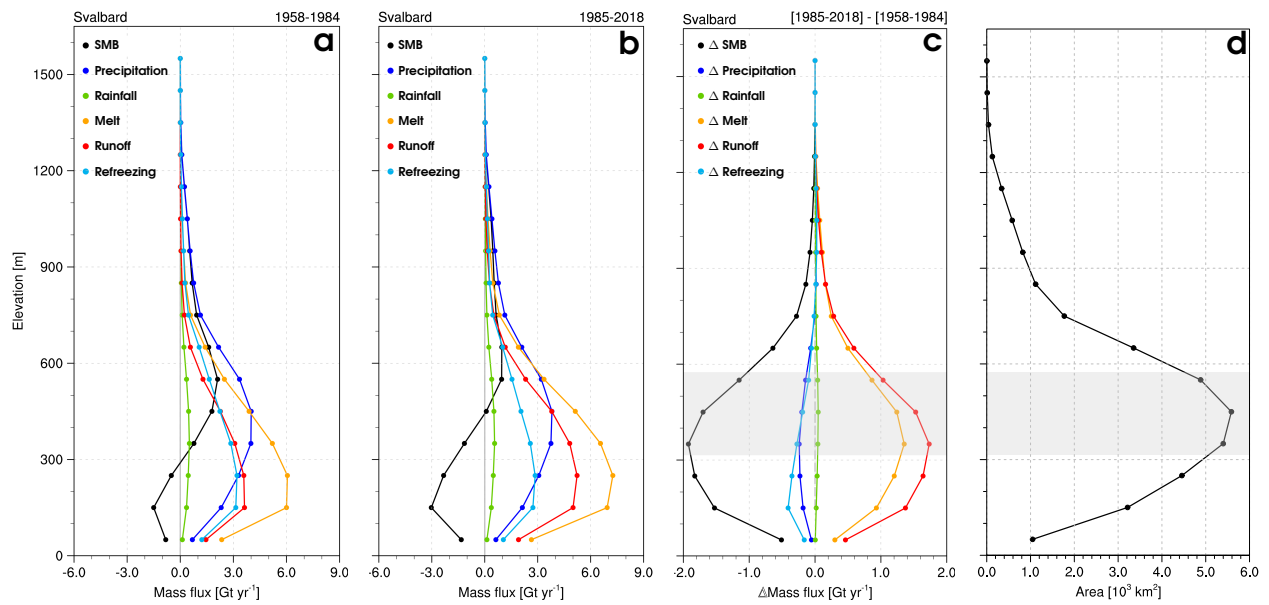 Svalbard 1958-1984
a
SMB
Precipitation
Rainfall
Melt
Runoff
Refreezing
Elevation [m]
1500
1200
900
600
300
0
-6.0 -3.0 0.0 3.0 6.0 9.0
Mass flux [Gt yr⁻¹]
Svalbard 1985-2018
b
SMB
Precipitation
Rainfall
Melt
Runoff
Refreezing
-6.0 -3.0 0.0 3.0 6.0 9.0
Mass flux [Gt yr⁻¹]
Svalbard [1985-2018] - [1958-1984]
c
Δ SMB
Δ Precipitation
Δ Rainfall
Δ Melt
Δ Runoff
Δ Refreezing
-2.0 -1.0 0.0 1.0 2.0
ΔMass flux [Gt yr⁻¹]
d
0.0 1.0 2.0 3.0 4.0 5.0 6.0
Area [10³ km²]